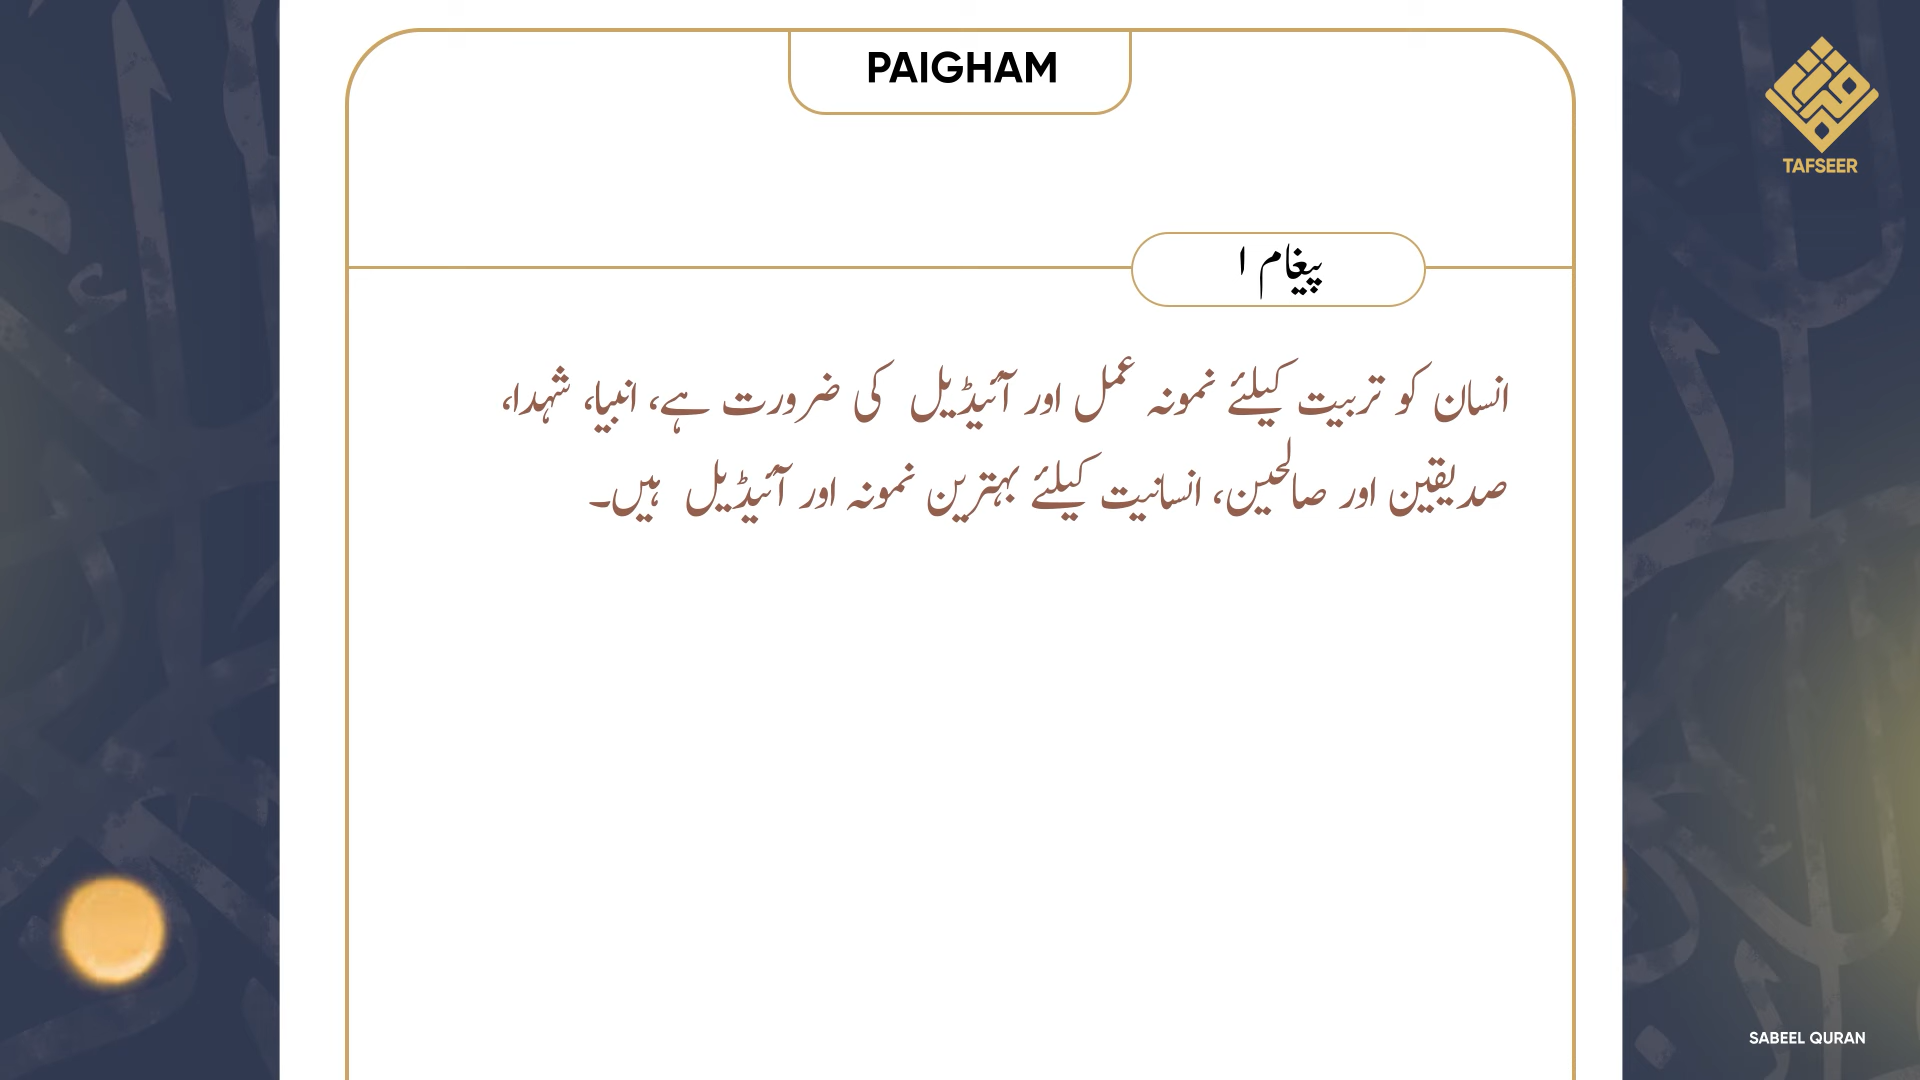 PAIGHAM
TAFSEER
پیغام ا
انسان کو تربیت کیلئے نمونہ عمل اور آئیڈیل کی ضرورت ہے، انبیا، شہدا،
صدیقین اور صالحین، انسانیت کیلئے بہترین نمونہ اور آئیڈیل ہیں۔
SABEEL QURAN